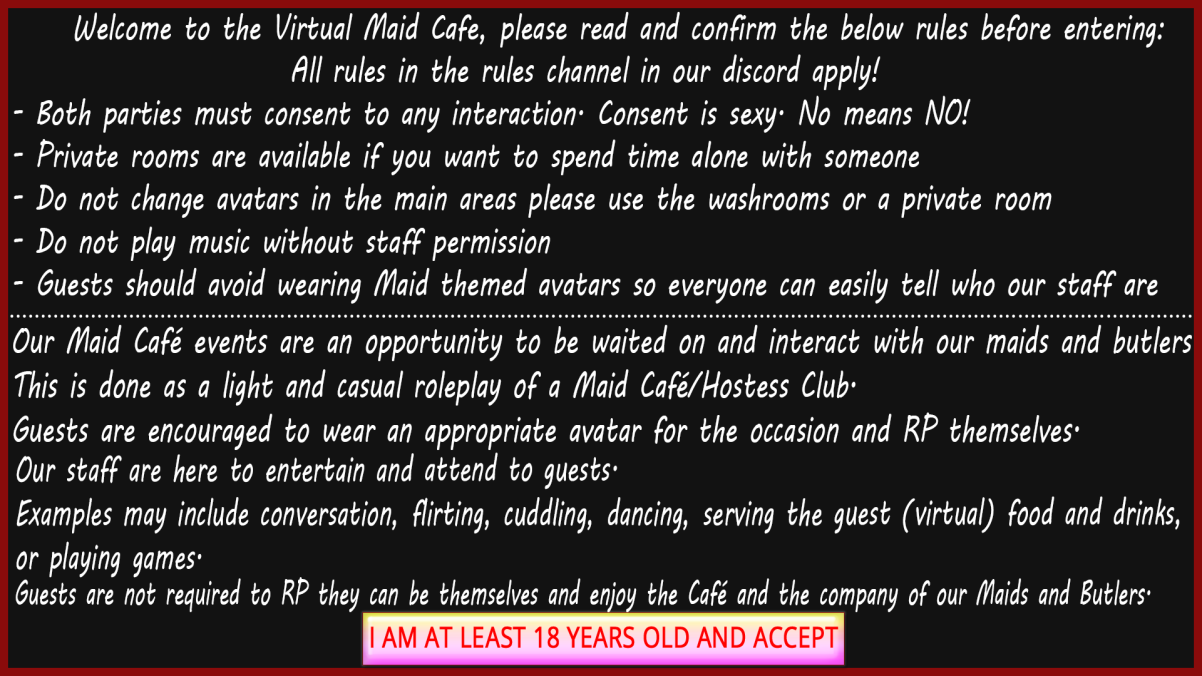 Welcome to the Virtual Maid Cafe, please read and confirm the below rules before entering:
All rules in the rules channel in our discord apply!
- Both parties must consent to any interaction. Consent is sexy. No means NO!
- Private rooms are available if you want to spend time alone with someone
- Do not change avatars in the main areas please use the washrooms or a private room
- Do not play music without staff permission
- Guests should avoid wearing Maid themed avatars so everyone can easily tell who our staff are
Our Maid Café events are an opportunity to be waited on and interact with our maids and butlers
This is done as a light and casual roleplay of a Maid Café/Hostess Club.
Guests are encouraged to wear an appropriate avatar for the occasion and RP themselves.
Our staff are here to entertain and attend to guests.
Examples may include conversation, flirting, cuddling, dancing, serving the guest (virtual) food and drinks,
or playing games.
Guests are not required to RP they can be themselves and enjoy the Café and the company of our Maids and Butlers.
I AM AT LEAST 18 YEARS OLD AND ACCEPT